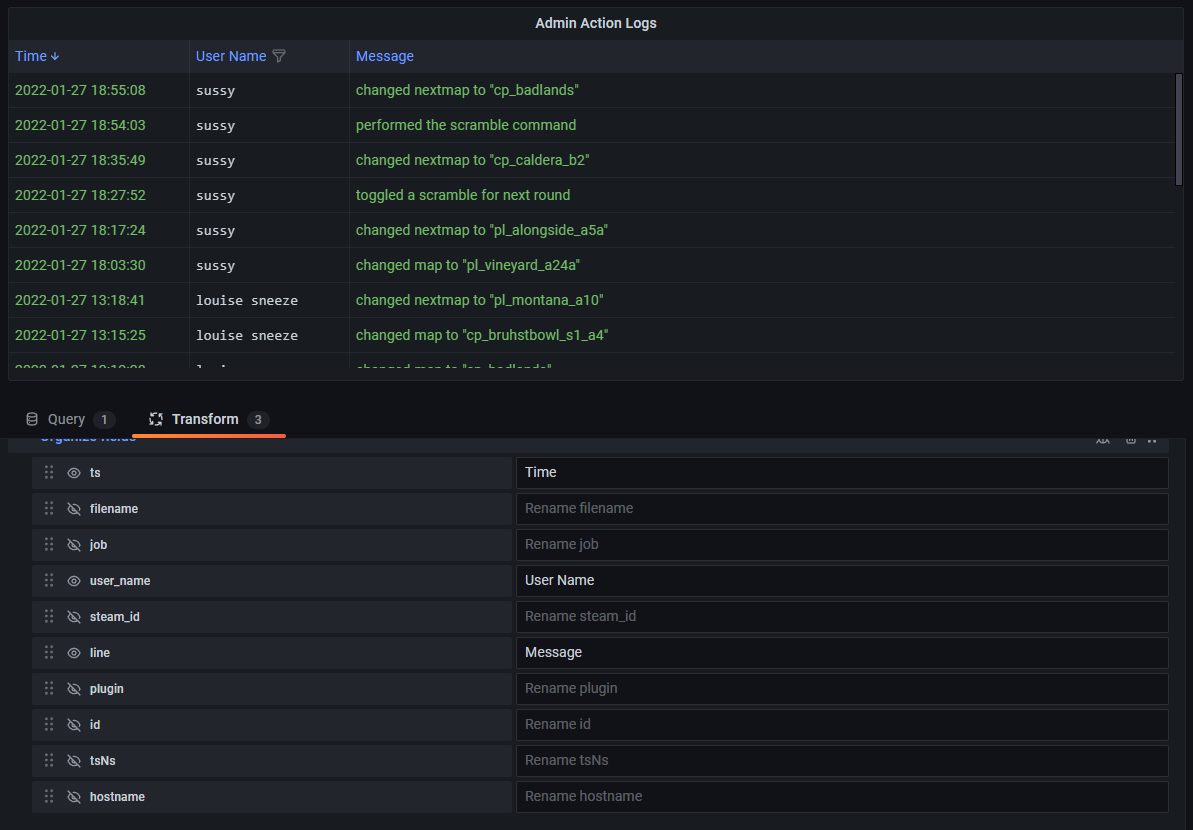 Admin Action Logs
Time User Name Message
2022-01-27 18:55:08 sussy changed nextmap to "cp_badlands"
2022-01-27 18:54:03 sussy performed the scramble command
2022-01-27 18:35:49 sussy changed nextmap to "cp_caldera_b2"
2022-01-27 18:27:52 sussy toggled a scramble for next round
2022-01-27 18:17:24 sussy changed nextmap to "pl_alongside_a5a"
2022-01-27 18:03:30 sussy changed map to "pl_vineyard_a24a"
2022-01-27 13:18:41 louise sneeze changed nextmap to "pl_montana_a10"
2022-01-27 13:15:25 louise sneeze changed map to "cp_bruhstbowl_s1_a4"
Query 1 Transform 3
Organize fields
ts Time
filename Rename filename
job Rename job
user_name User Name
steam_id Rename steam_id
line Message
plugin Rename plugin
id Rename id
tsNs Rename tsNs
hostname Rename hostname